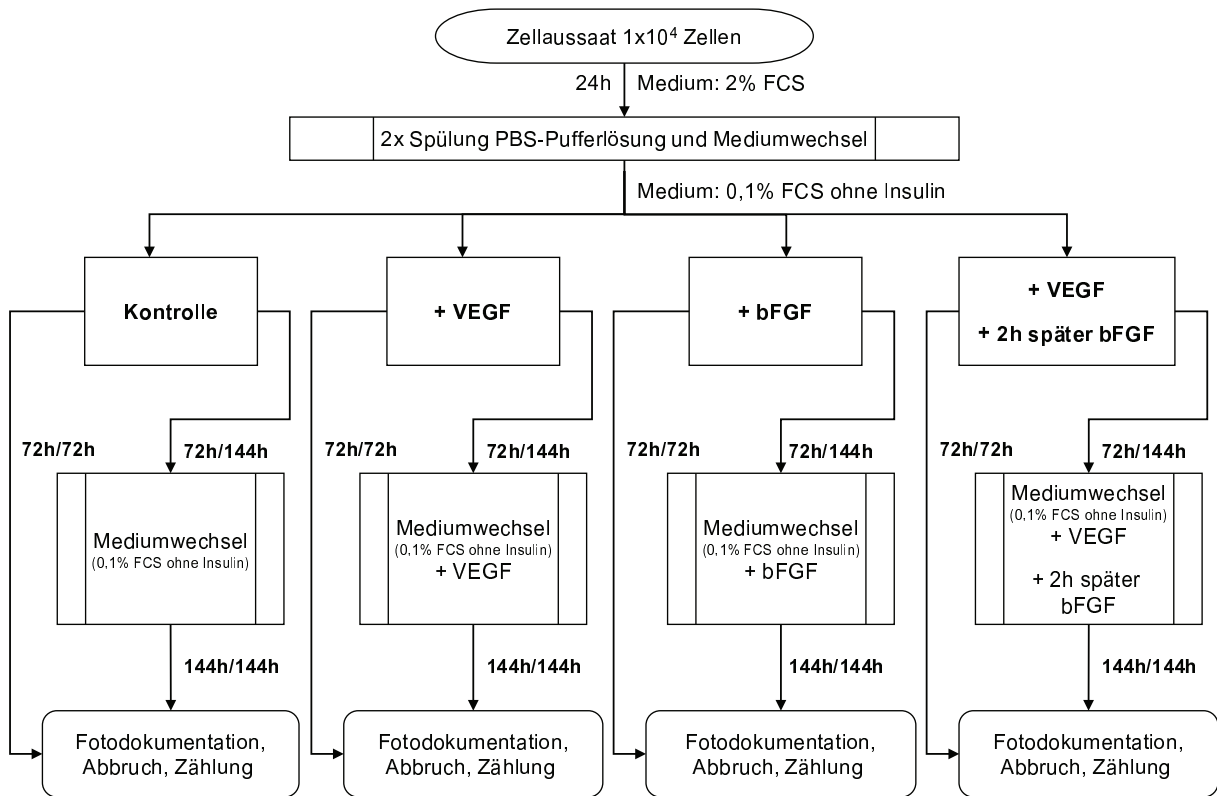 Zellaussaat 1x10⁴ Zellen
24h
Medium: 2% FCS
2x Spülung PBS-Pufferlösung und Mediumwechsel
Medium: 0,1% FCS ohne Insulin
Kontrolle
+ VEGF
+ bFGF
+ VEGF
+ 2h später bFGF
72h/72h
72h/144h
72h/72h
72h/144h
72h/72h
72h/144h
72h/72h
72h/144h
Mediumwechsel
(0,1% FCS ohne Insulin)
Mediumwechsel
(0,1% FCS ohne Insulin)
+ VEGF
Mediumwechsel
(0,1% FCS ohne Insulin)
+ bFGF
Mediumwechsel
(0,1% FCS ohne Insulin)
+ VEGF
+ 2h später
bFGF
144h/144h
144h/144h
144h/144h
144h/144h
Fotodokumentation,
Abbruch, Zählung
Fotodokumentation,
Abbruch, Zählung
Fotodokumentation,
Abbruch, Zählung
Fotodokumentation,
Abbruch, Zählung